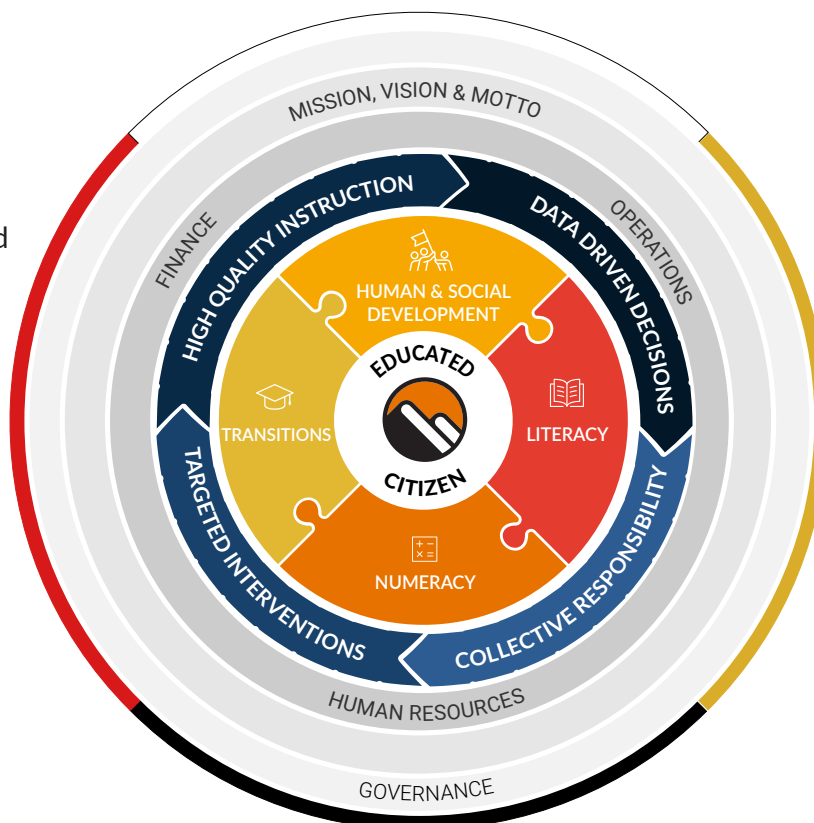 MISSION, VISION & MOTTO
FINANCE
OPERATIONS
HIGH QUALITY INSTRUCTION
DATA DRIVEN DECISIONS
d
HUMAN & SOCIAL
DEVELOPMENT
EDUCATED
TRANSITIONS
LITERACY
CITIZEN
NUMERACY
TARGETED INTERVENTIONS
COLLECTIVE RESPONSIBILITY
HUMAN RESOURCES
GOVERNANCE